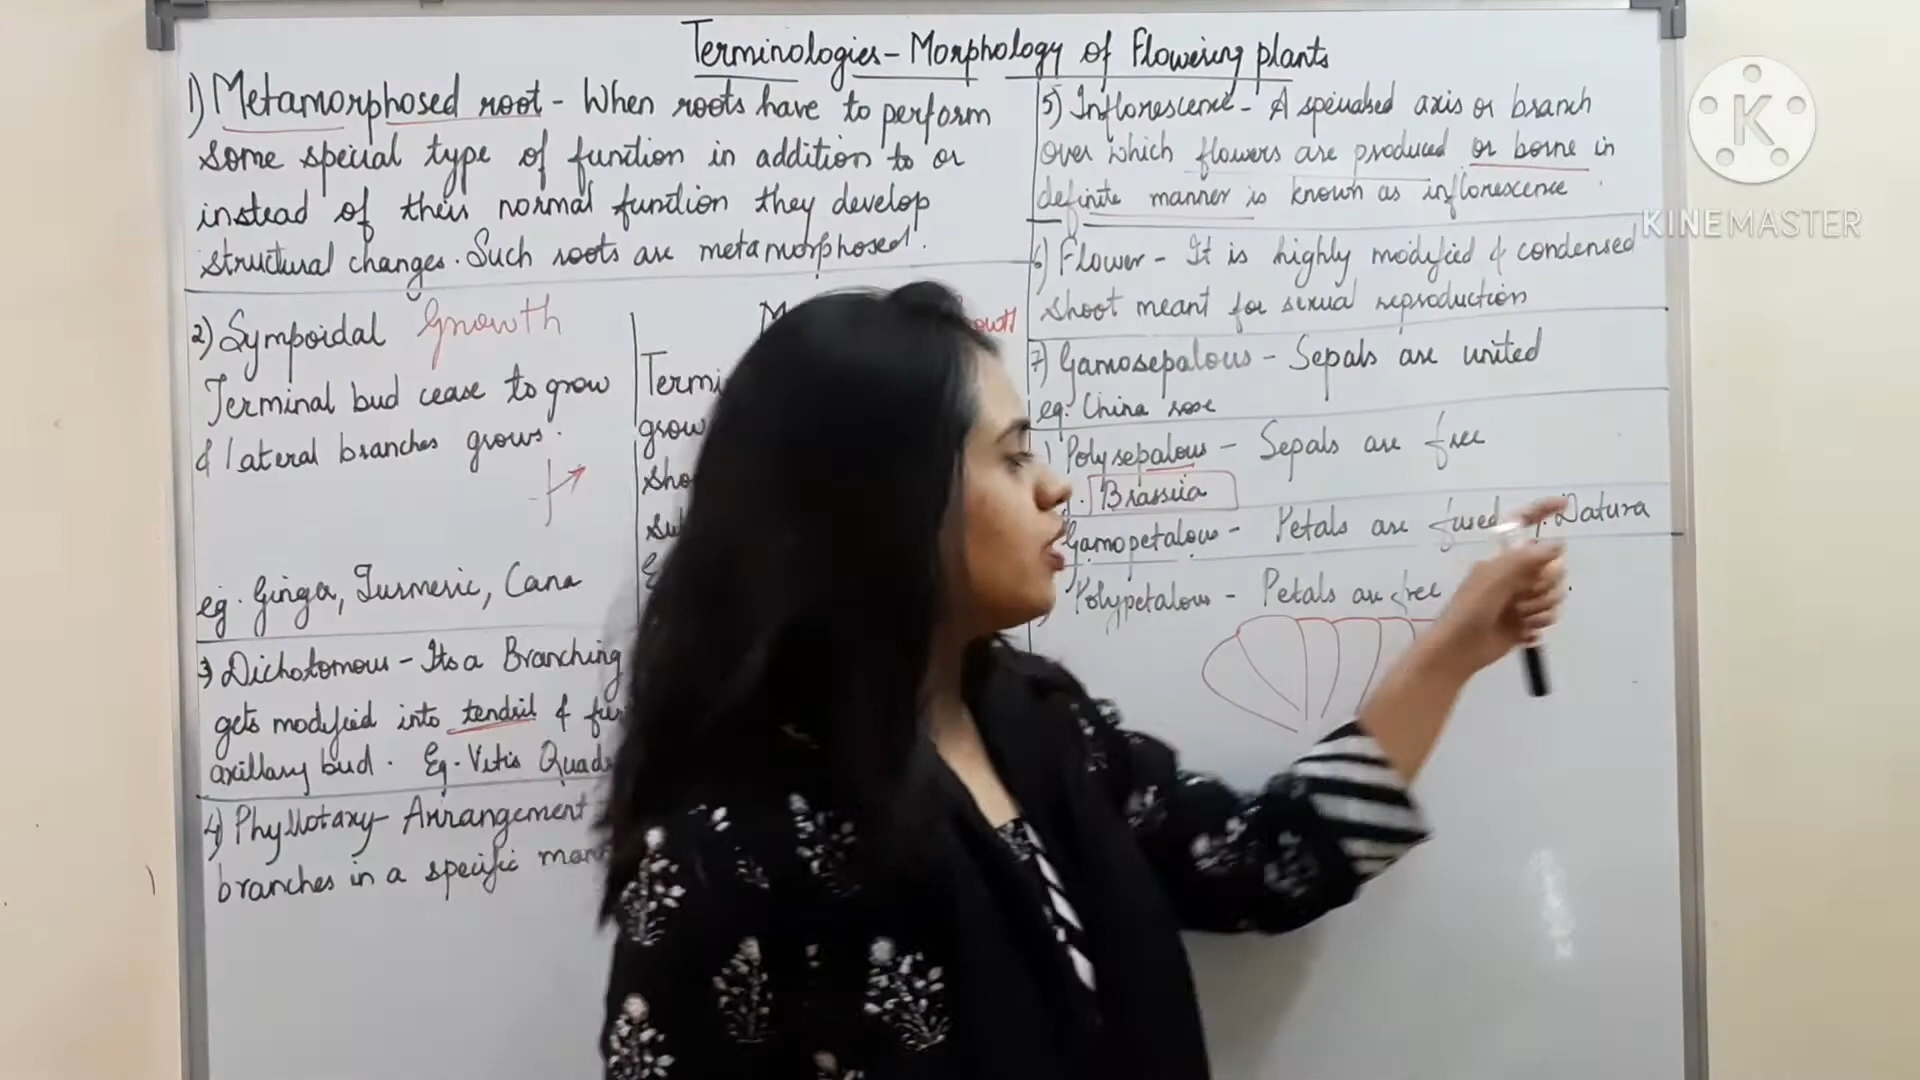 Terminologies - Morphology of Flowering plants
1) Metamorphosed root - When roots have to perform
some special type of function in addition to or
instead of their normal function they develop
structural changes. Such roots are metamorphosed.
2) Sympoidal Growth
Terminal bud cease to grow
& lateral branches grows.
eg. Ginger, Turmeric, Cana
Termi
grow
sho
3 Dichotomous - Its a Branching
gets modified into tendril &
axillary bud. Eg. Vitis Quadr
4) Phyllotaxy - Arrangement
branches in a specific man
5) Inflorescence - A specialised axis or branch
over which flowers are produced or borne in
definite manner is known as inflorescence
6) Flower - It is highly modified & condensed
shoot meant for sexual reproduction
7) Gamosepalous - Sepals are united
eg. China rose
) Polysepalous - Sepals are free
. Brassica
Gamopetalous - Petals are fused eg. Datura
) Polypetalous - Petals are free
K
KINEMASTER